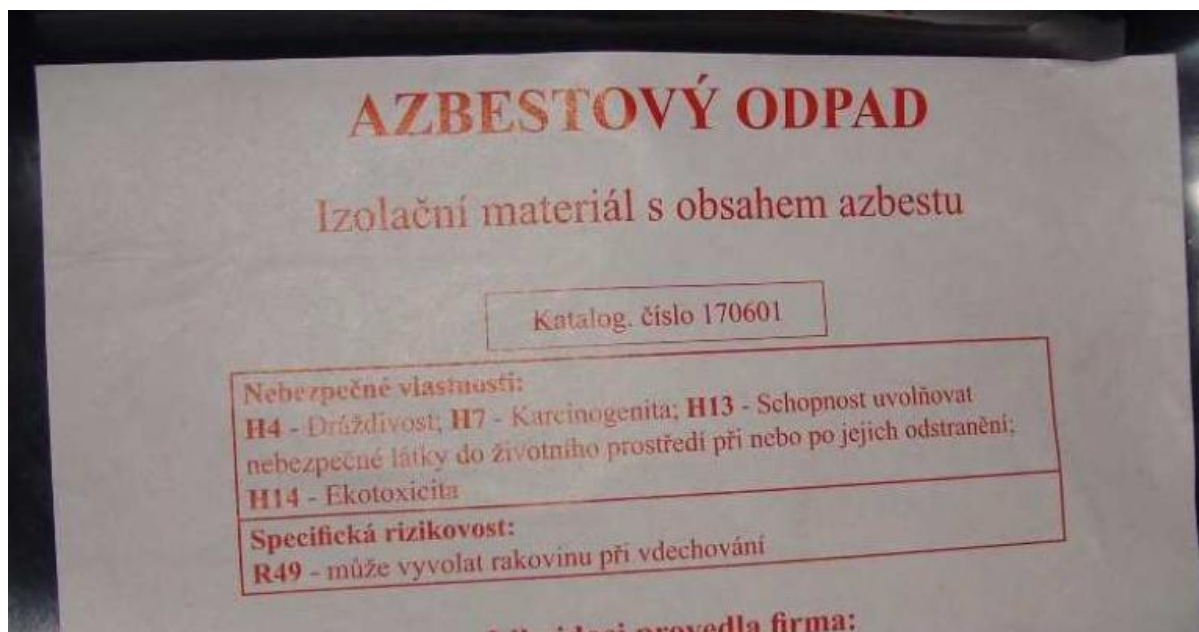 AZBESTOVÝ ODPAD
Izolační materiál s obsahem azbestu
Katalog. číslo 170601
Nebezpečné vlastnosti:
H4 - Dráždivost; H7 - Karcinogenita; H13 - Schopnost uvolňovat
nebezpečné látky do životního prostředí při nebo po jejich odstranění;
H14 - Ekotoxicita
Specifická rizikovost:
R49 - může vyvolat rakovinu při vdechování
provedla firma: